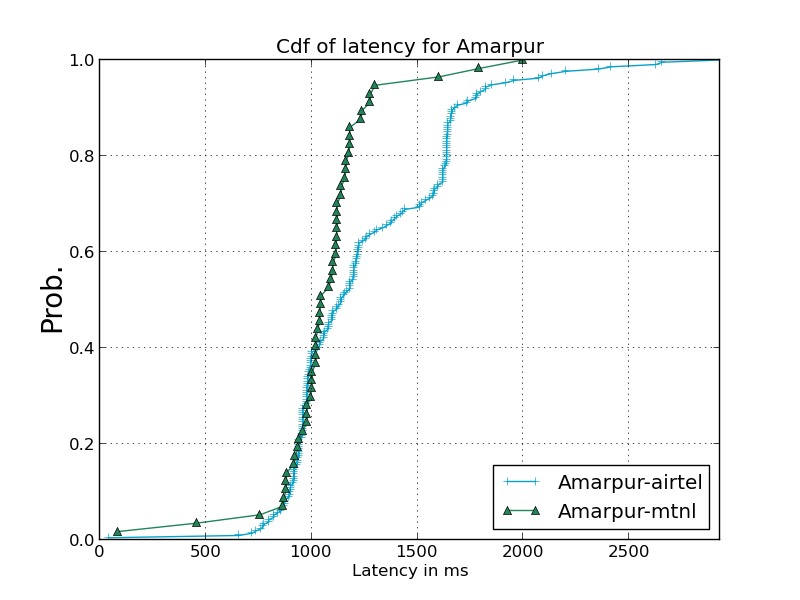 Cdf of latency for Amarpur
1.0
0.8
0.6
0.4
0.2
0.0
Prob.
0 500 1000 1500 2000 2500
Latency in ms
Amarpur-airtel
Amarpur-mtnl